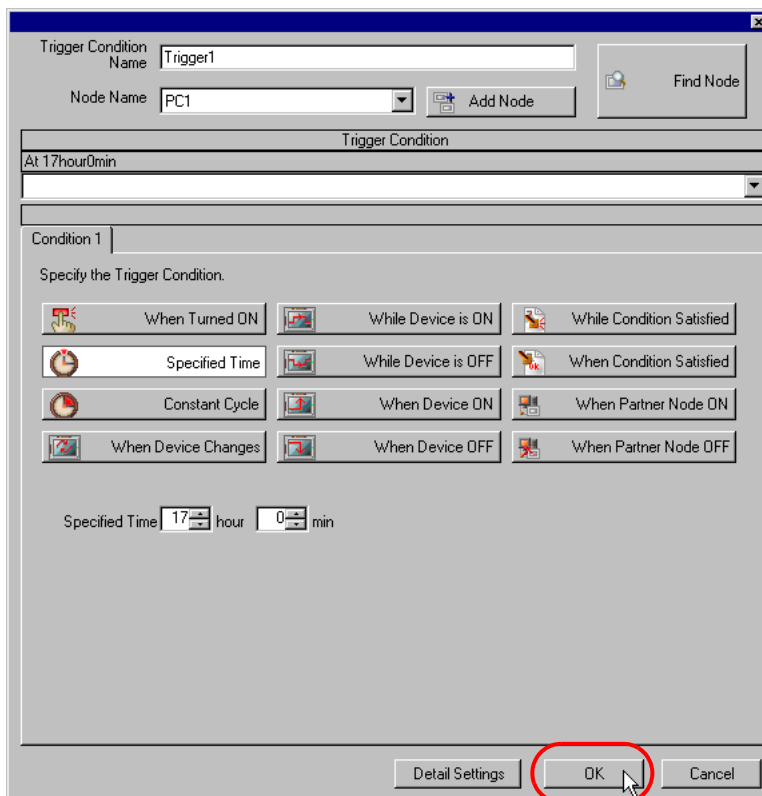 Trigger Condition
Name
Trigger1
Find Node
Node Name
PC1
Add Node
Trigger Condition
At 17hour0min
Condition 1
Specify the Trigger Condition.
When Turned ON
While Device is ON
While Condition Satisfied
Specified Time
While Device is OFF
When Condition Satisfied
Constant Cycle
When Device ON
When Partner Node ON
When Device Changes
When Device OFF
When Partner Node OFF
Specified Time 17 hour 0 min
Detail Settings
OK
Cancel